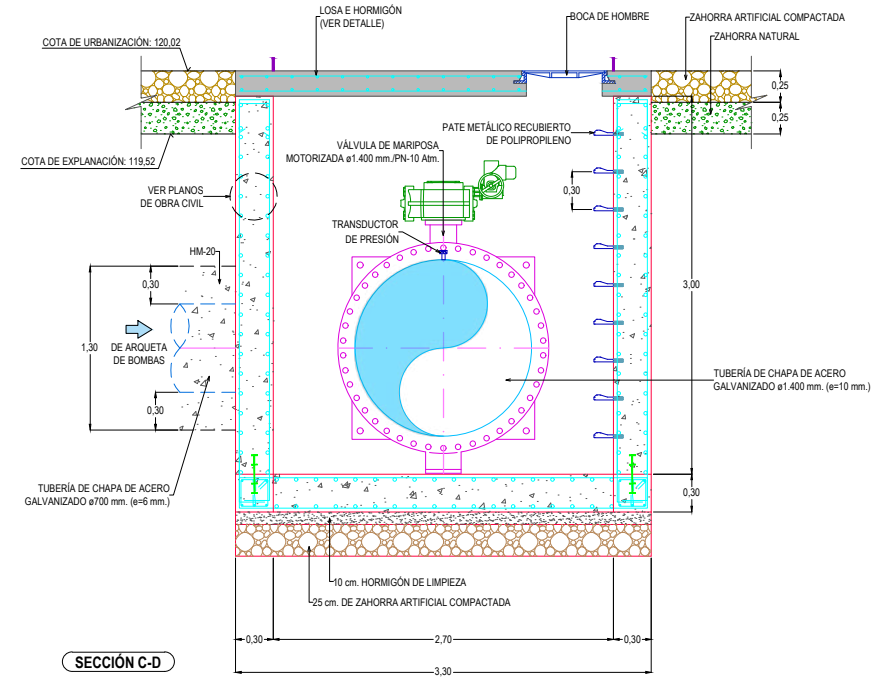 LOSA E HORMIGÓN
(VER DETALLE)
BOCA DE HOMBRE
ZAHORRA ARTIFICIAL COMPACTADA
ZAHORRA NATURAL
COTA DE URBANIZACIÓN: 120,02
0,25
0,25
PATE METÁLICO RECUBIERTO
DE POLIPROPILENO
VÁLVULA DE MARIPOSA
MOTORIZADA ø1.400 mm./PN-10 Atm.
COTA DE EXPLANACIÓN: 119,52
VER PLANOS
DE OBRA CIVIL
0,30
TRANSDUCTOR
DE PRESIÓN
HM-20
0,30
3,00
DE ARQUETA
DE BOMBAS
1,30
TUBERÍA DE CHAPA DE ACERO
GALVANIZADO ø1.400 mm. (e=10 mm.)
0,30
TUBERÍA DE CHAPA DE ACERO
GALVANIZADO ø700 mm. (e=6 mm.)
0,30
10 cm. HORMIGÓN DE LIMPIEZA
25 cm. DE ZAHORRA ARTIFICIAL COMPACTADA
0,30
2,70
0,30
SECCIÓN C-D
3,30